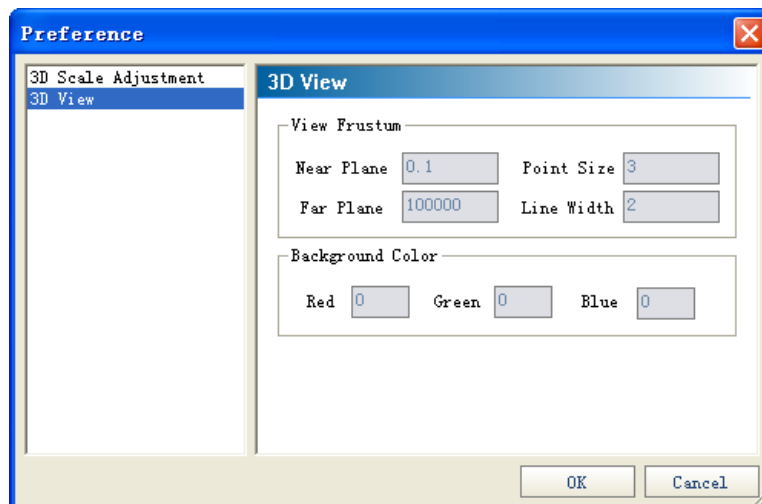 Preference
3D Scale Adjustment
3D View
3D View
View Frustum
Near Plane 0.1 Point Size 3
Far Plane 100000 Line Width 2
Background Color
Red 0 Green 0 Blue 0
OK Cancel